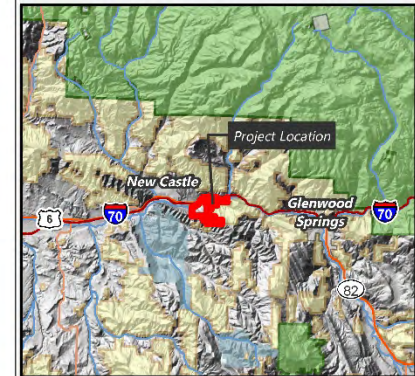 Project Location
New Castle
Glenwood
Springs
6
70
70
82